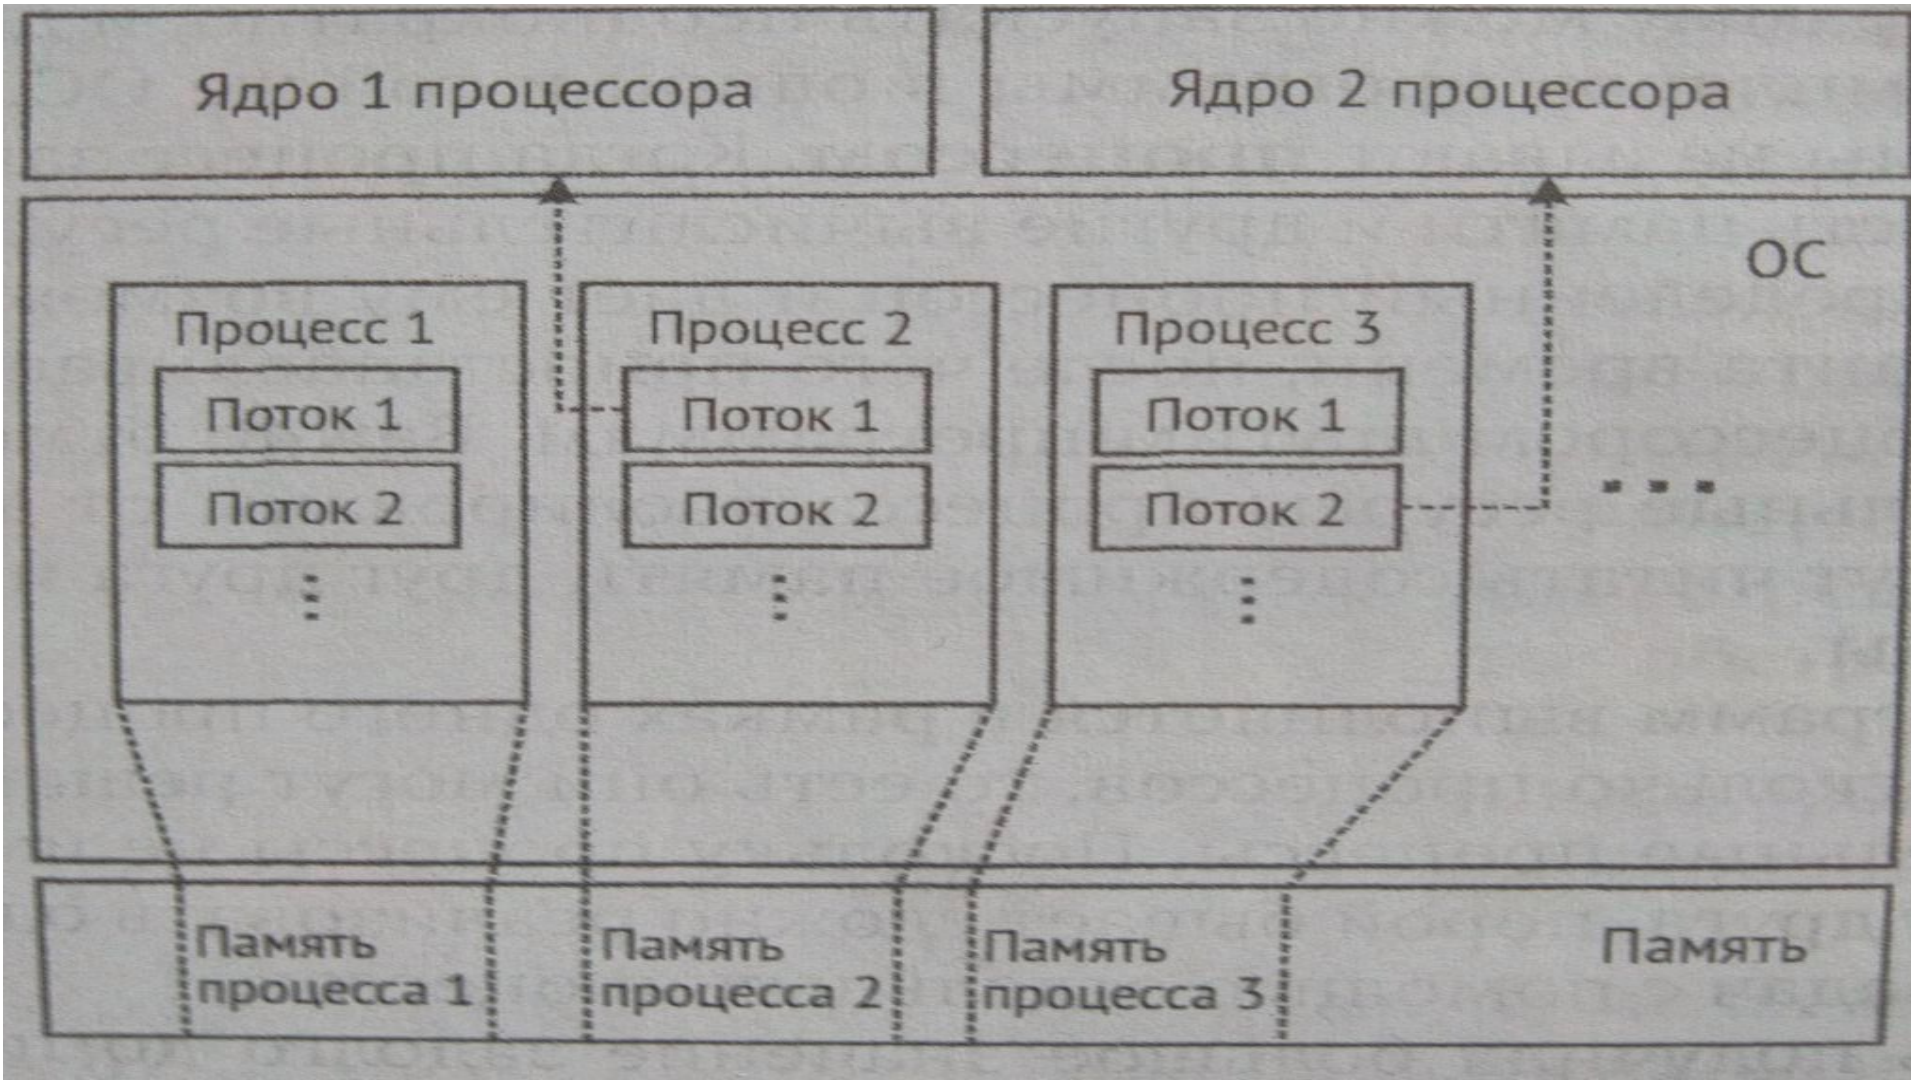 Ядро 1 процессора
Ядро 2 процессора
ОС
Процесс 1
Поток 1
Поток 2
Процесс 2
Поток 1
Поток 2
Процесс 3
Поток 1
Поток 2
Память
процесса 1
Память
процесса 2
Память
процесса 3
Память